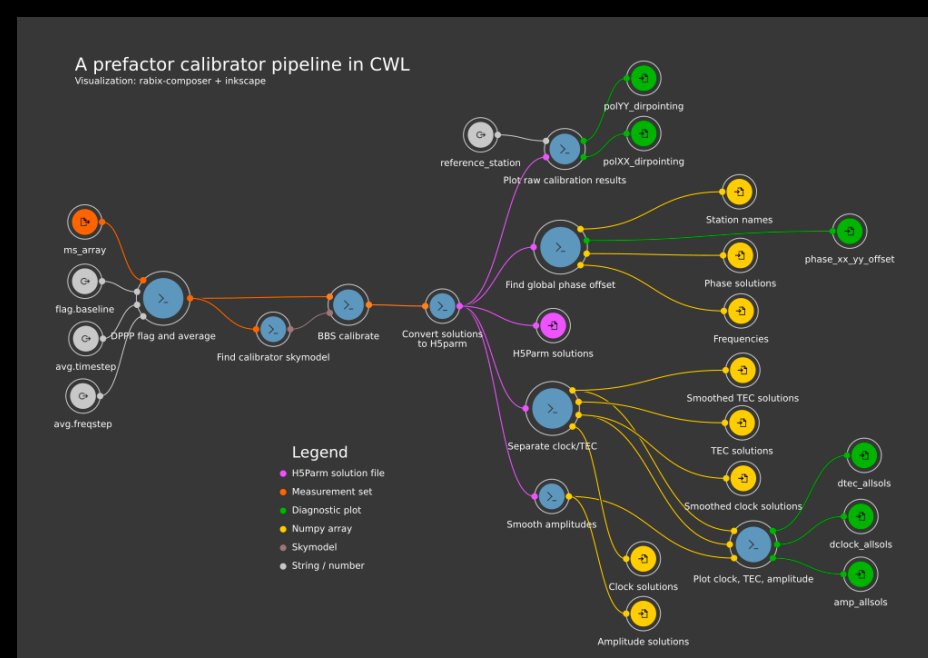 A prefactor calibrator pipeline in CWL
Visualization: rabix-composer + inkscape
polYY_dirpointing
reference_station
polXX_dirpointing
Plot raw calibration results
Station names
ms_array
phase_xx_yy_offset
Find global phase offset
Phase solutions
flag.baseline
DPPP flag and average
BBS calibrate
Convert solutions
to H5parm
Frequencies
Find calibrator skymodel
H5Parm solutions
avg.timestep
Smoothed TEC solutions
avg.freqstep
Separate clock/TEC
TEC solutions
Legend
H5Parm solution file
Measurement set
Diagnostic plot
Numpy array
Skymodel
String / number
dtec_allsols
Smoothed clock solutions
Smooth amplitudes
dclock_allsols
Plot clock, TEC, amplitude
Clock solutions
amp_allsols
Amplitude solutions